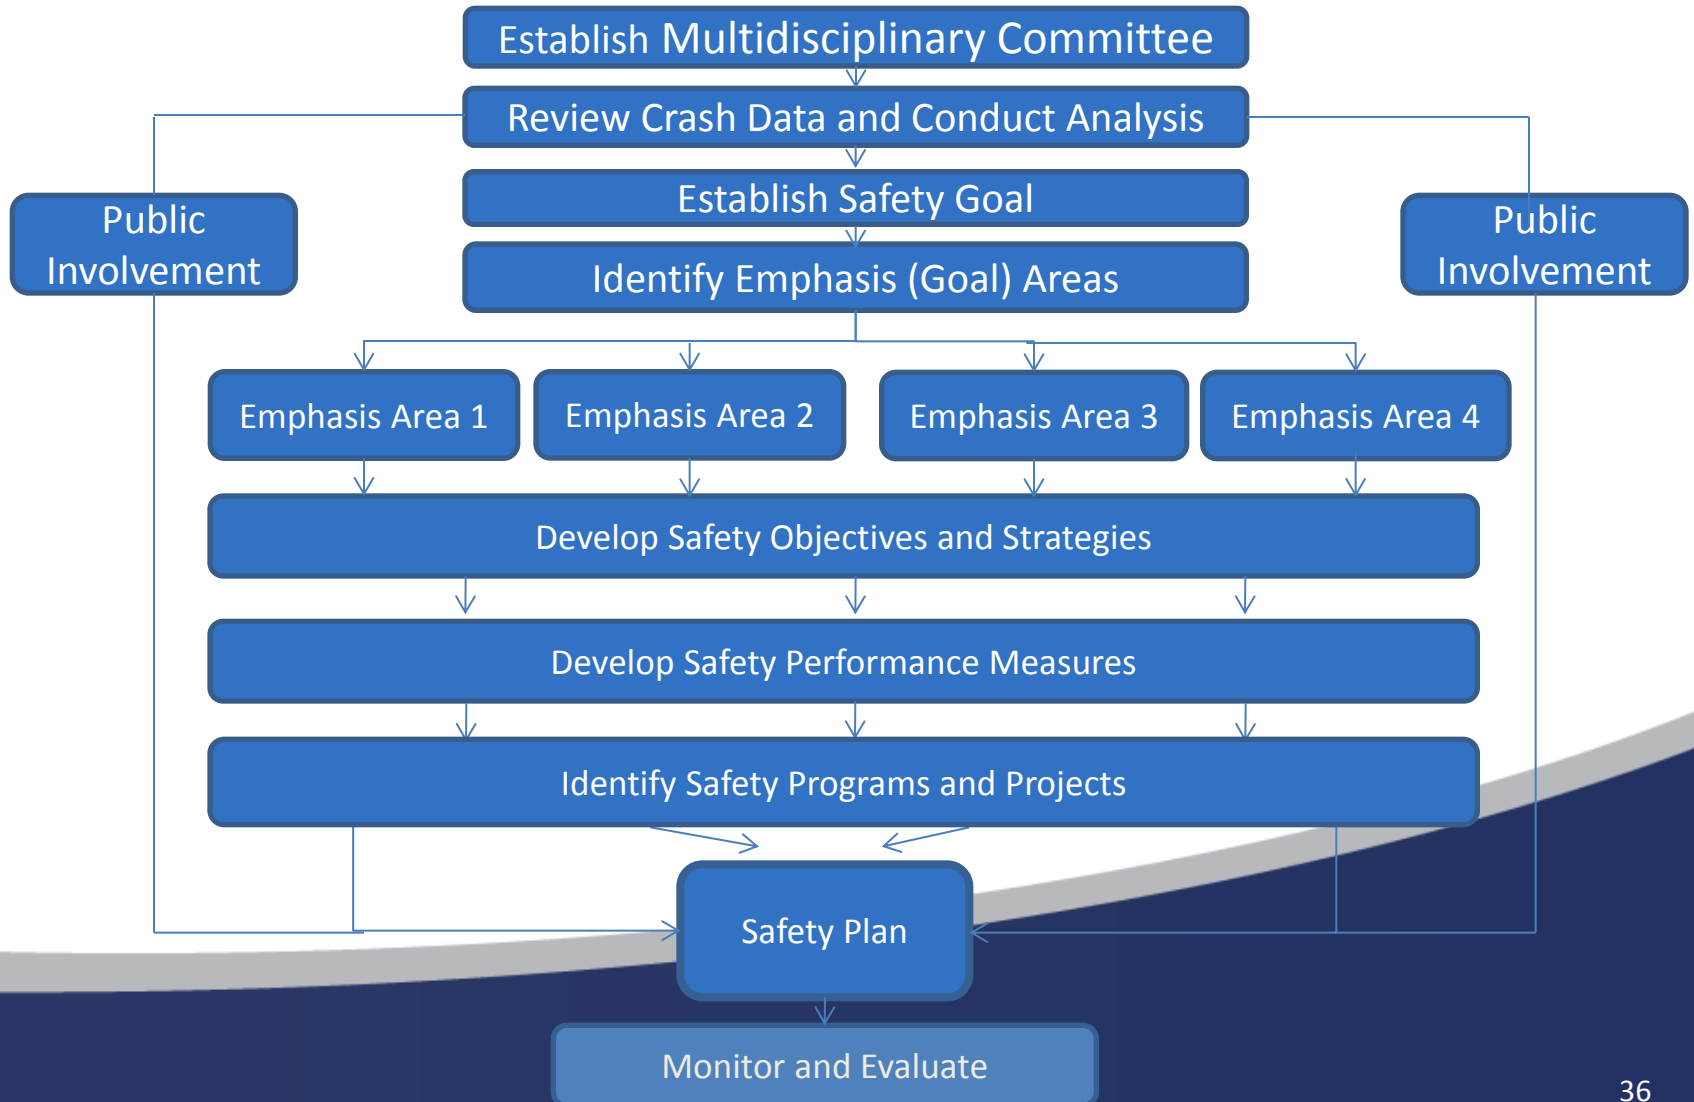 Establish Multidisciplinary Committee
Review Crash Data and Conduct Analysis
Establish Safety Goal
Public
Involvement
Public
Involvement
Identify Emphasis (Goal) Areas
Emphasis Area 1
Emphasis Area 2
Emphasis Area 3
Emphasis Area 4
Develop Safety Objectives and Strategies
Develop Safety Performance Measures
Identify Safety Programs and Projects
Safety Plan
Monitor and Evaluate
36